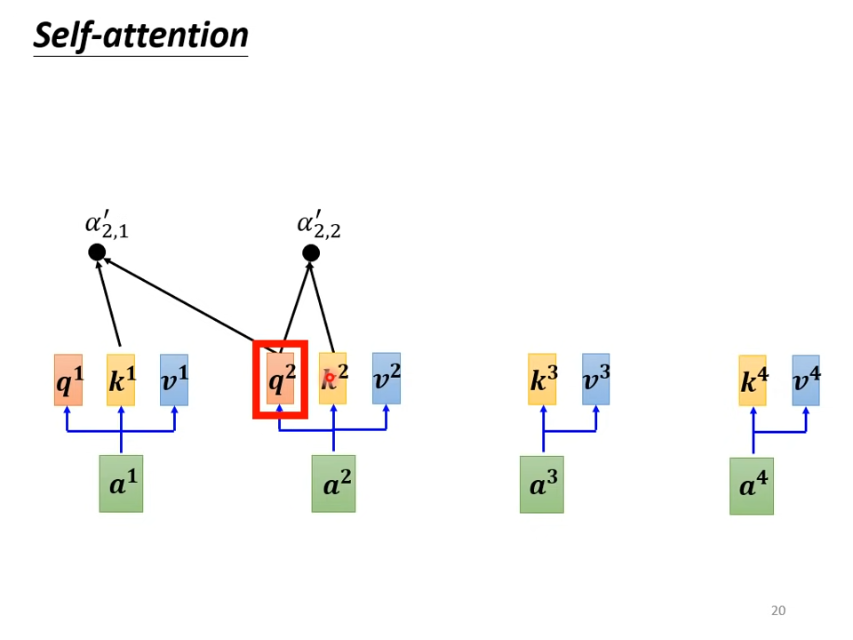 Self-attention
α′2,1 α′2,2
q¹ k¹ v¹ q² k² v² k³ v³ k⁴ v⁴
a¹ a² a³ a⁴
20